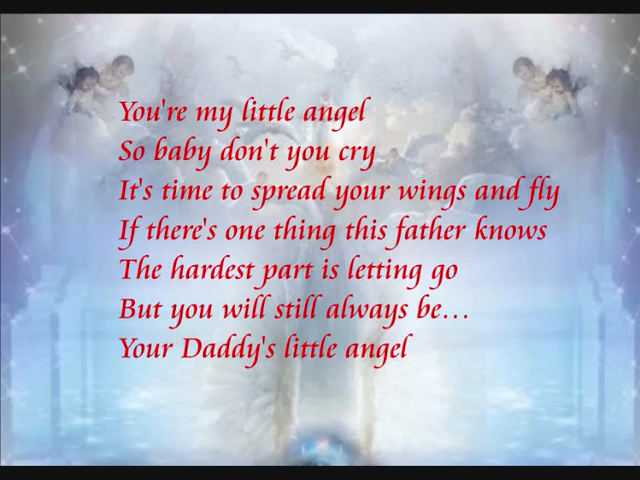 You're my little angel
So baby don't you cry
It's time to spread your wings and fly
If there's one thing this father knows
The hardest part is letting go
But you will still always be...
Your Daddy's little angel